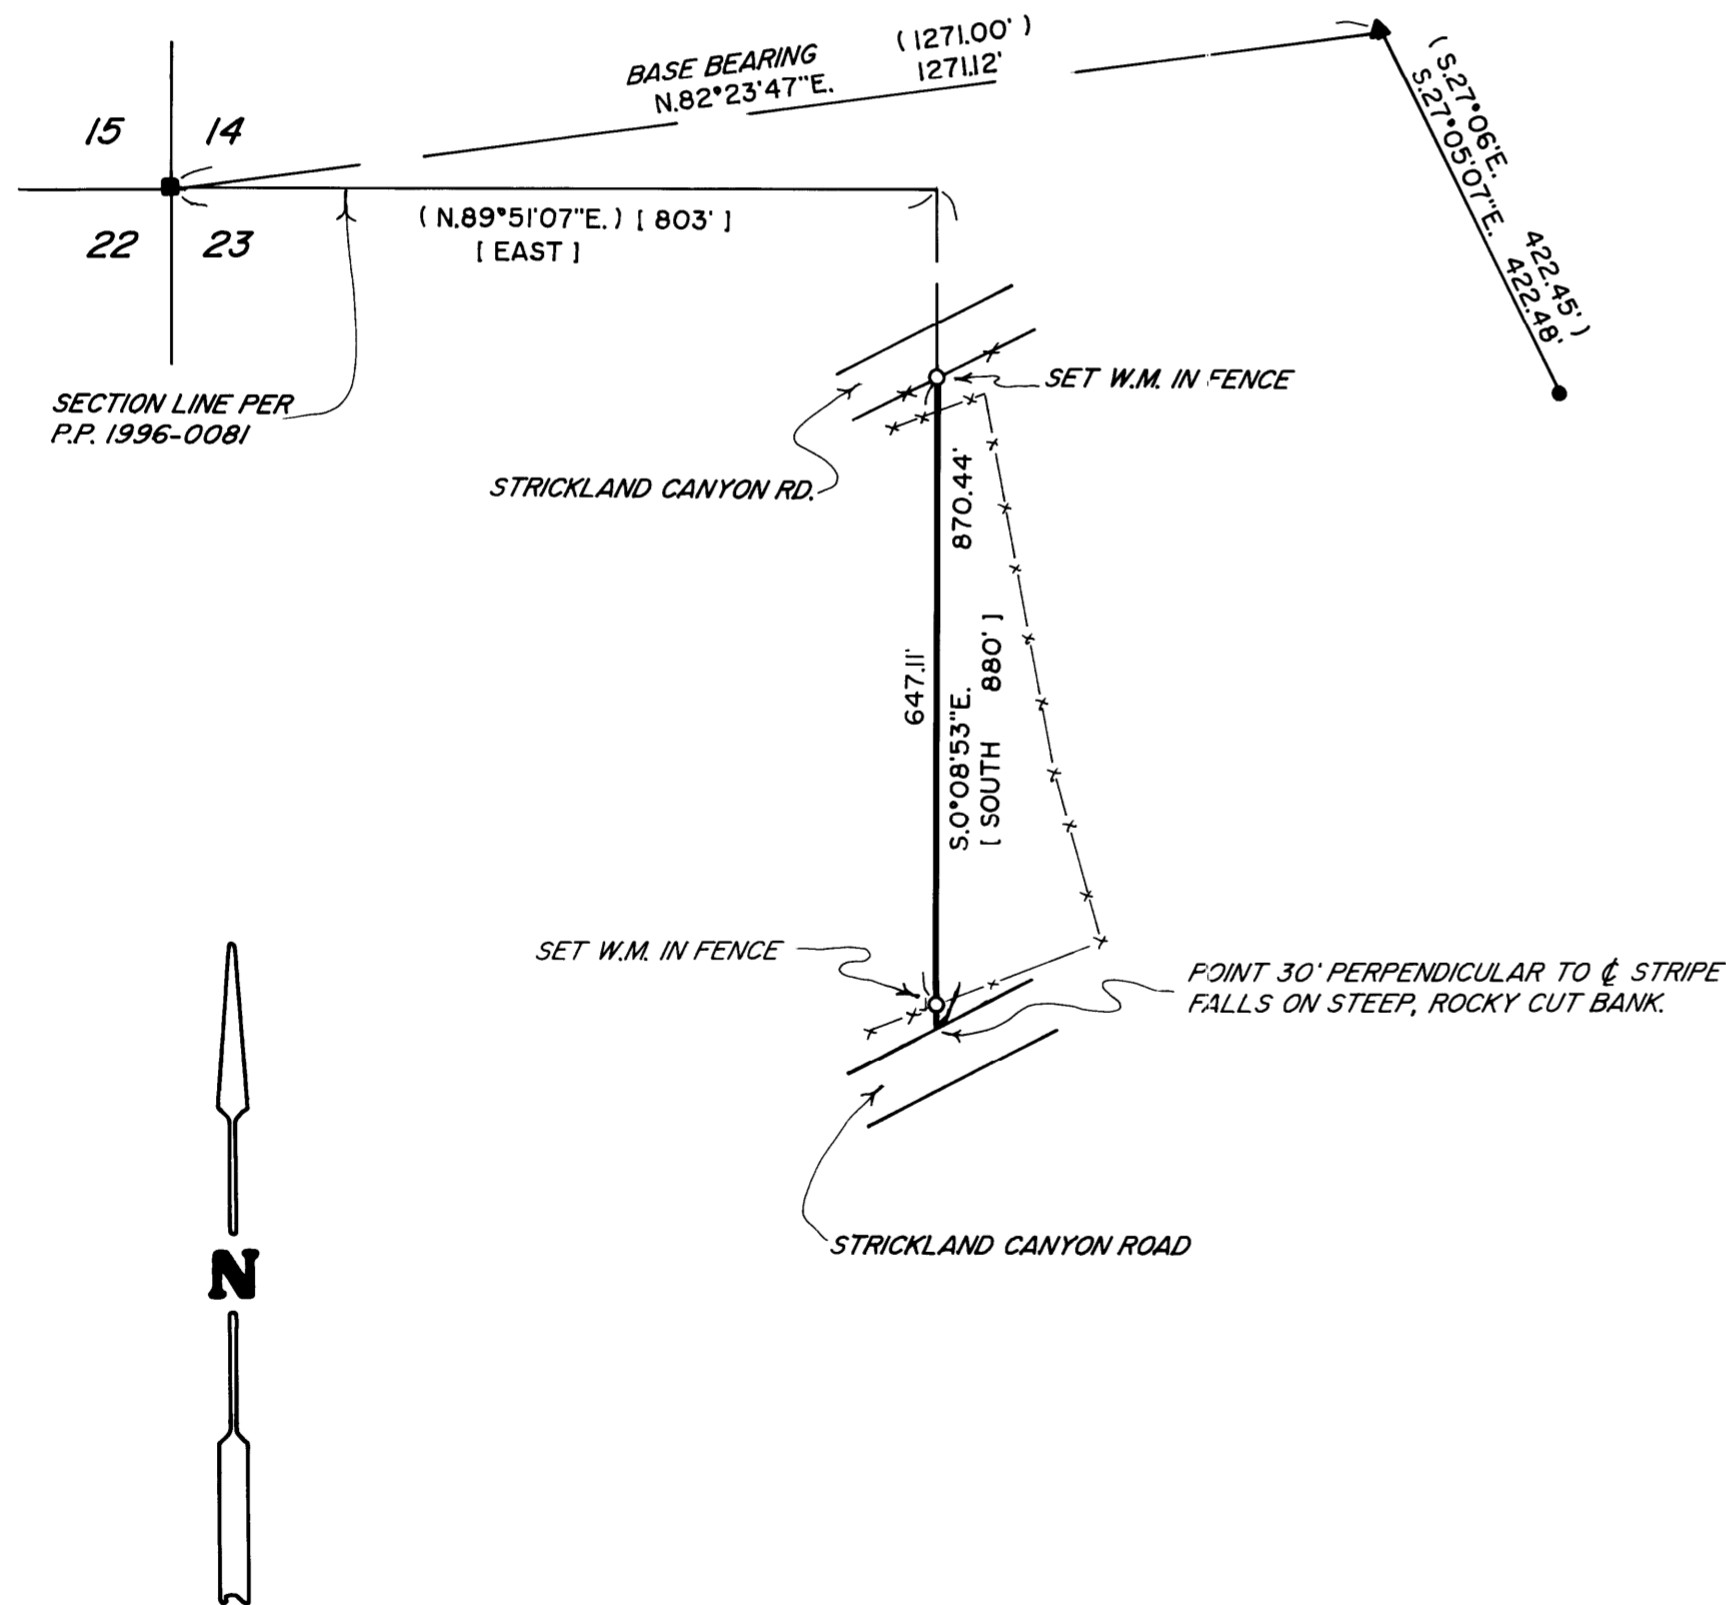 BASE BEARING (1271.00')
N.82°23'47"E. 1271.12'
(S.27°06'E. 422.45')
S.27°05'07"E. 422.48'
15 14
22 23
(N.89°51'07"E.) [ 803' ]
[ EAST ]
SECTION LINE PER
P.P. 1996-0081
SET W.M. IN FENCE
STRICKLAND CANYON RD.
647.11'
S.0°08'53"E. 870.44'
[ SOUTH 880' ]
SET W.M. IN FENCE
POINT 30' PERPENDICULAR TO ℄ STRIPE
FALLS ON STEEP, ROCKY CUT BANK.
STRICKLAND CANYON ROAD
N